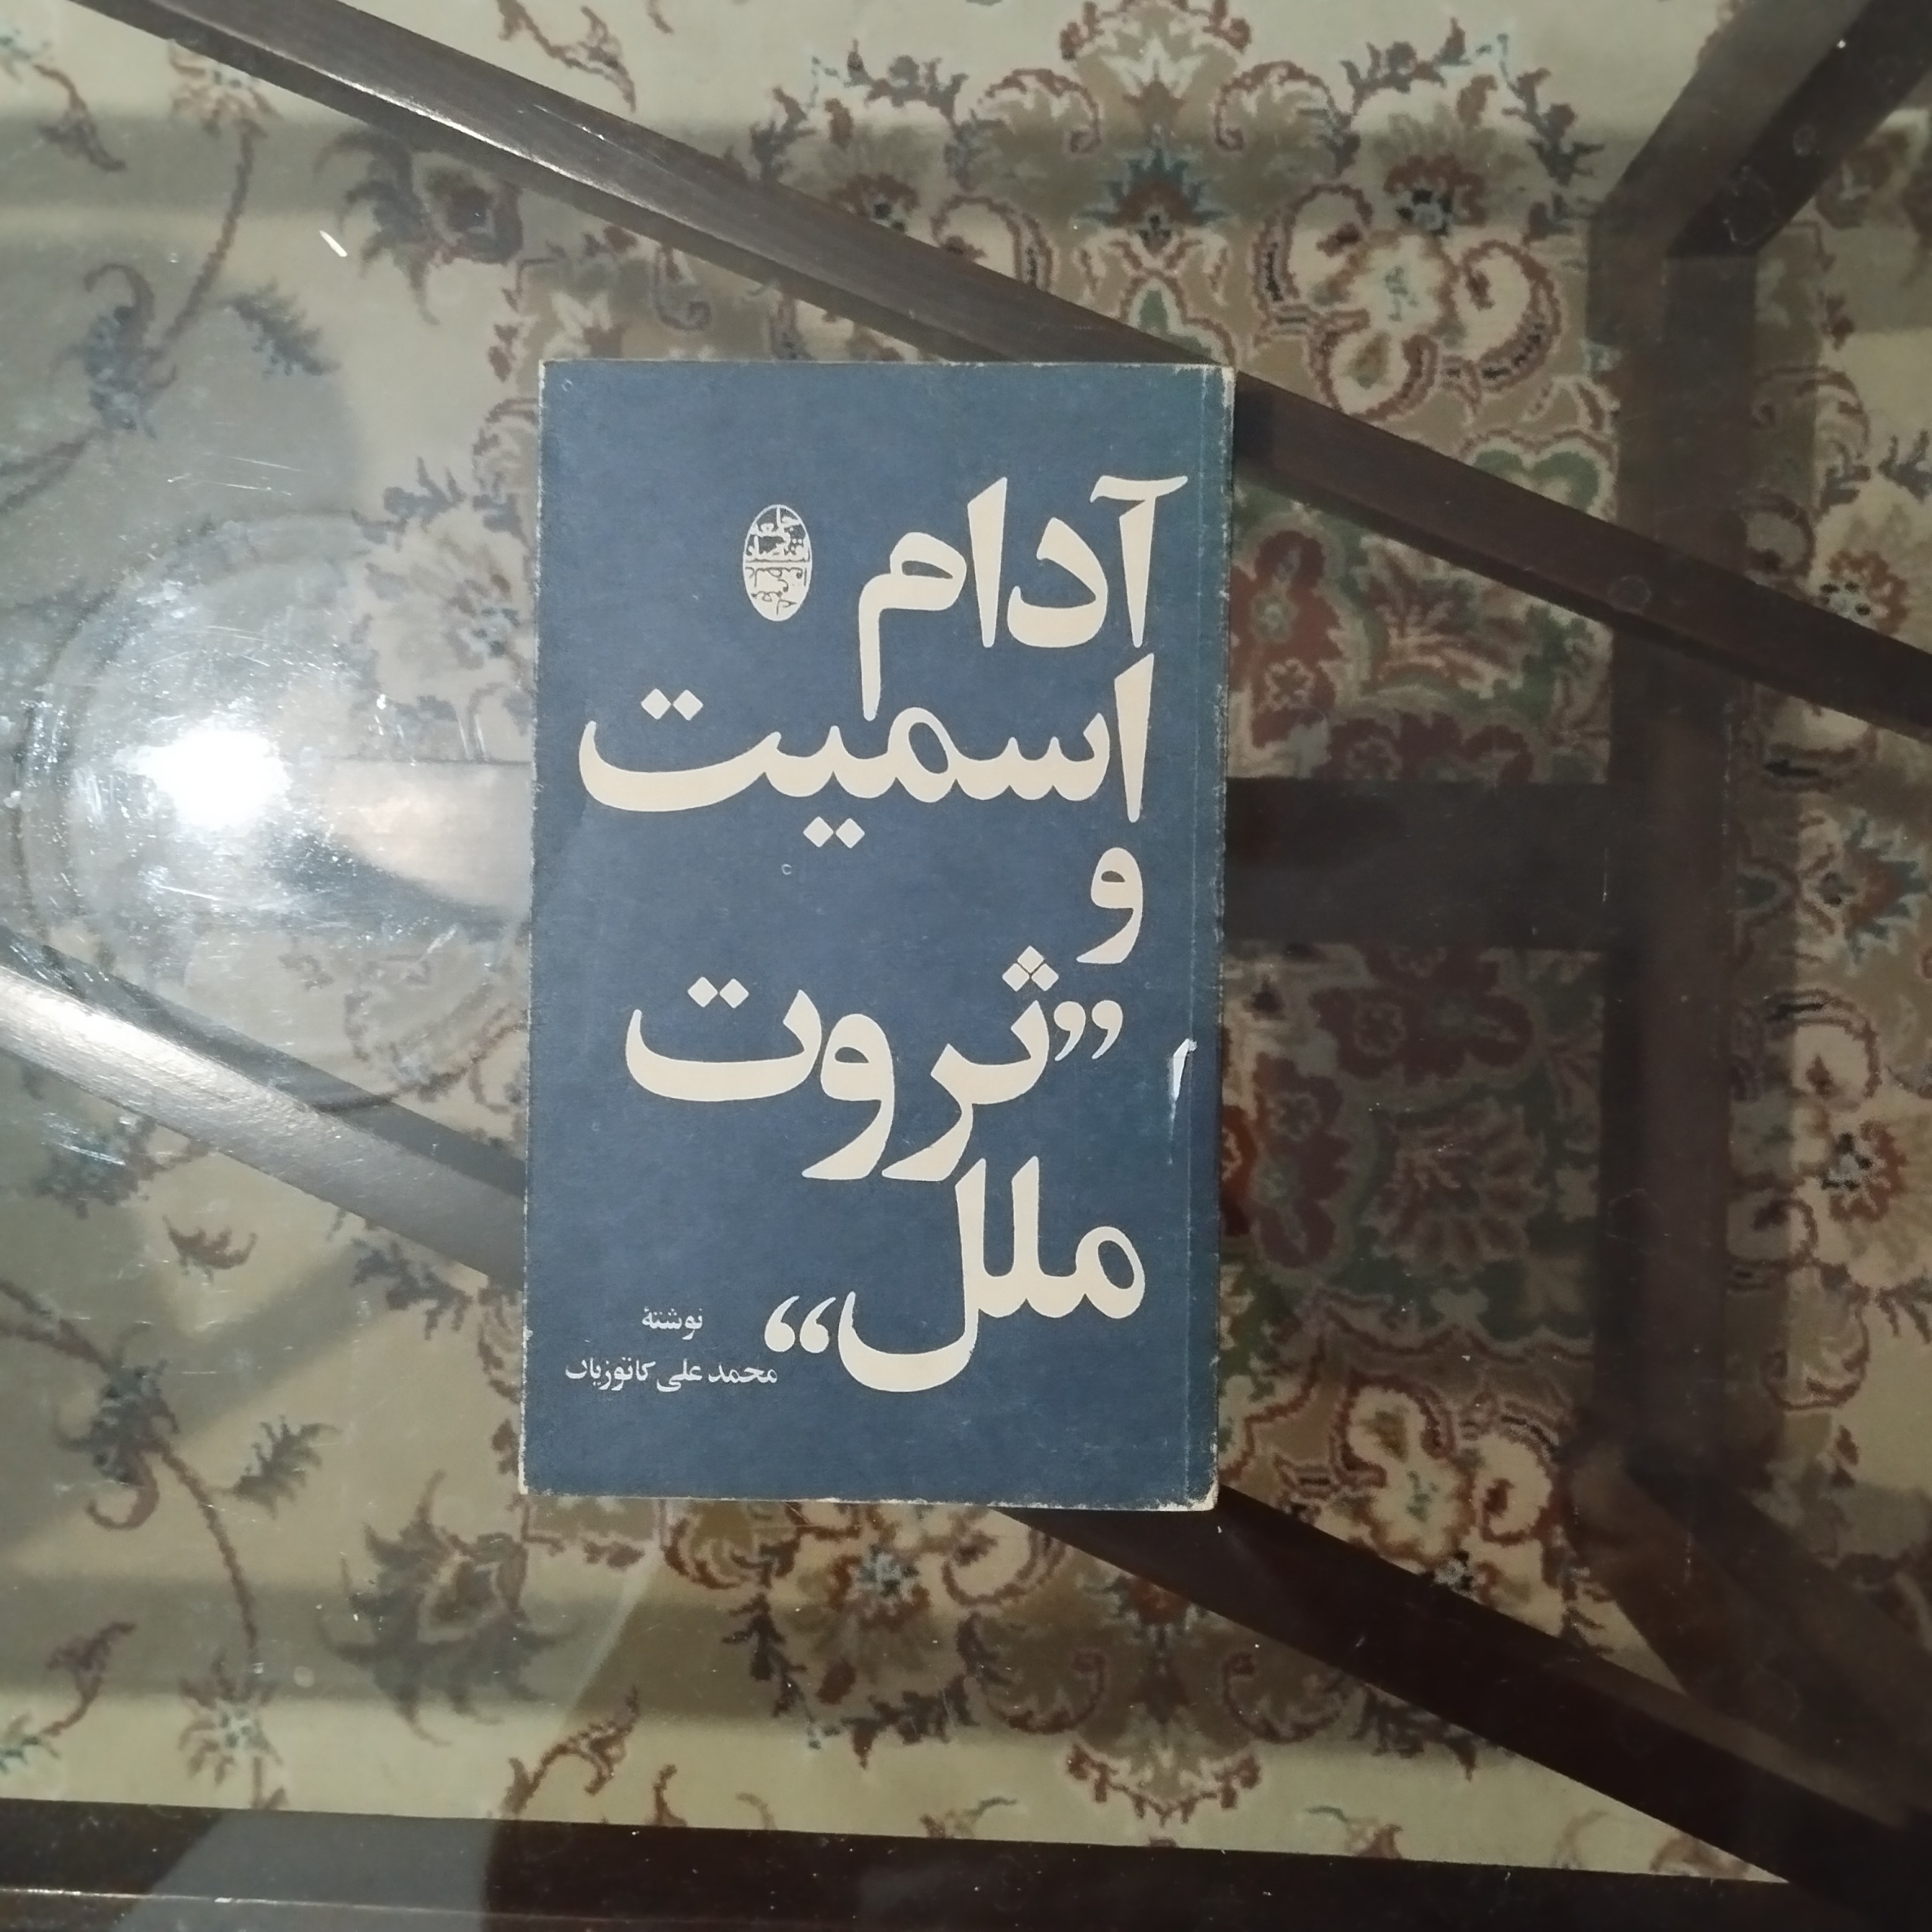 آدام
اسمیت
و
”ثروت
ملل“
نوشتهٔ
محمد علی کاتوزیان